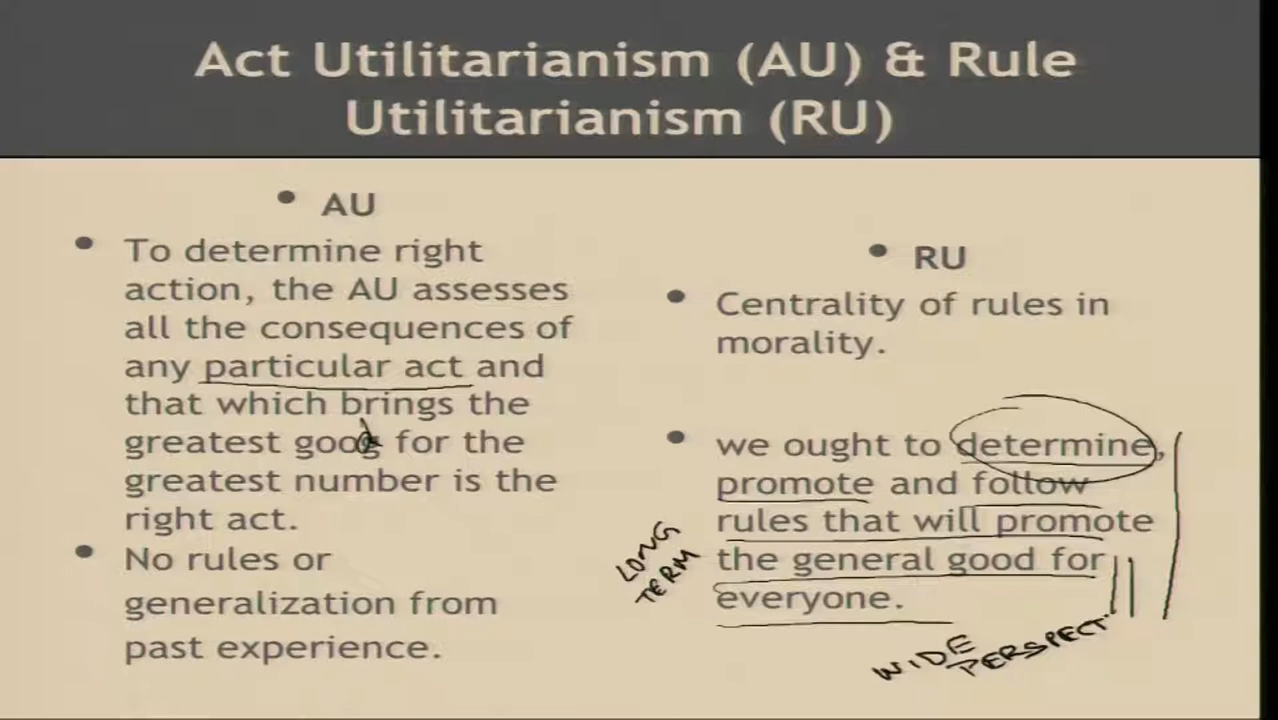 Act Utilitarianism (AU) & Rule
Utilitarianism (RU)
• AU
• To determine right
action, the AU assesses
all the consequences of
any particular act and
that which brings the
greatest good for the
greatest number is the
right act.
• No rules or
generalization from
past experience.
• RU
• Centrality of rules in
morality.
• we ought to determine,
promote and follow
rules that will promote
the general good for
everyone.
LONG
TERM
WIDE
PERSPECT